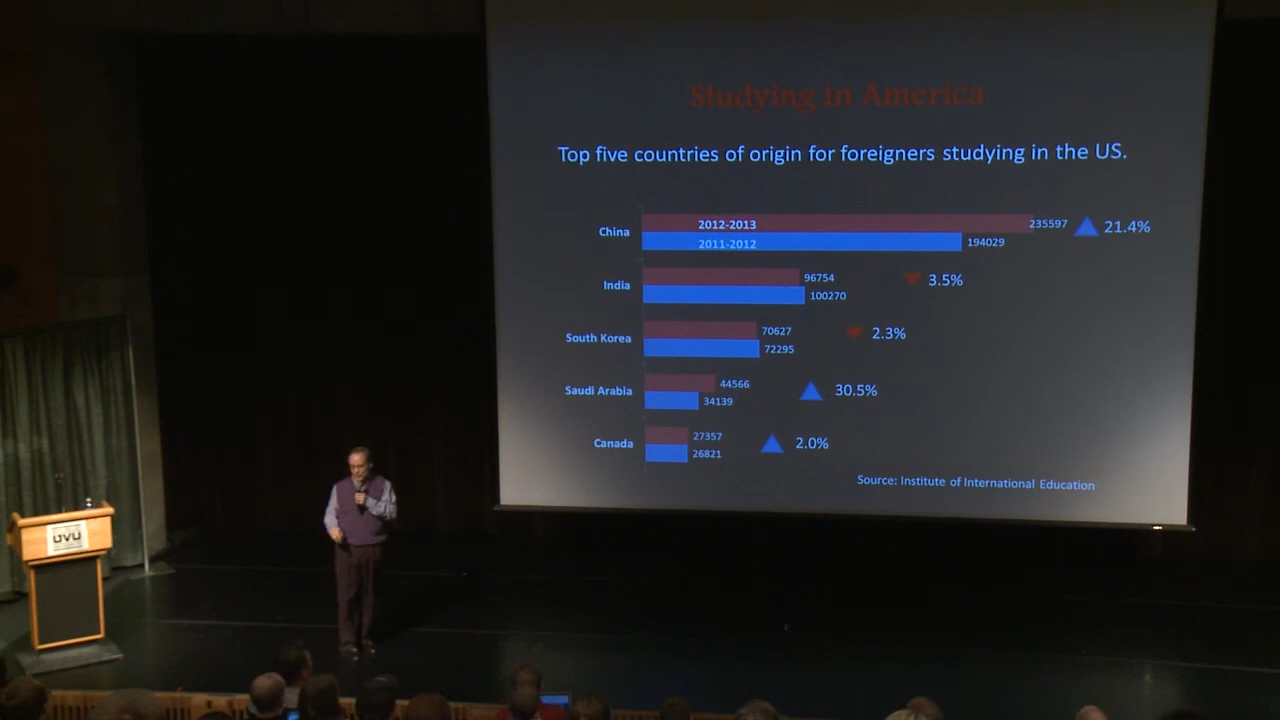 Studying in America
Top five countries of origin for foreigners studying in the US.
China
2012-2013
235597
21.4%
2011-2012
194029
India
96754
3.5%
100270
South Korea
70627
2.3%
72295
Saudi Arabia
44566
30.5%
34139
Canada
27357
2.0%
26821
Source: Institute of International Education
UVU